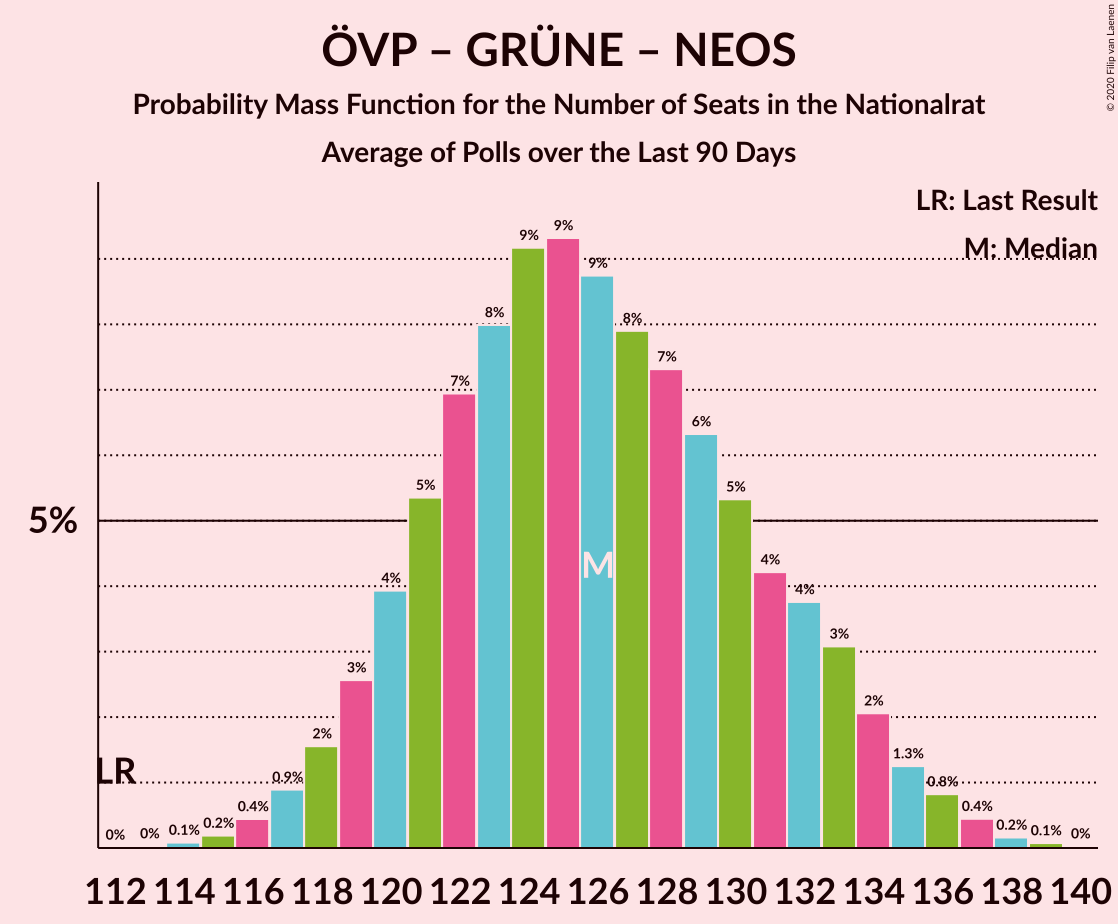 ÖVP – GRÜNE – NEOS
Probability Mass Function for the Number of Seats in the Nationalrat
Average of Polls over the Last 90 Days
© 2020 Filip van Laenen
LR: Last Result
M: Median
5%
LR
M
0% 0% 0.1% 0.2% 0.4% 0.9% 2% 3% 4% 5% 7% 8% 9% 9% 9% 8% 7% 6% 5% 4% 4% 3% 2% 1.3% 0.8% 0.4% 0.2% 0.1% 0%
112 114 116 118 120 122 124 126 128 130 132 134 136 138 140